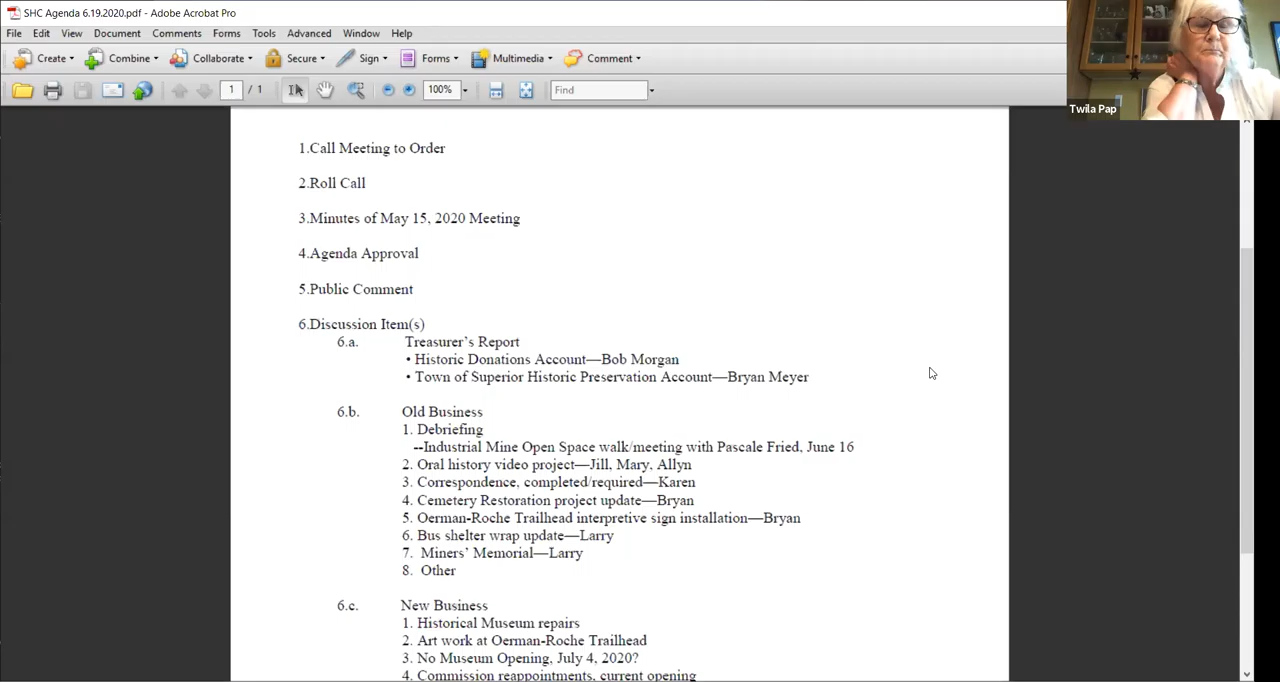 SHC Agenda 6.19.2020.pdf - Adobe Acrobat Pro
File Edit View Document Comments Forms Tools Advanced Window Help
Create Combine Collaborate Secure Sign Forms Multimedia Comment
1 / 1 100% Find
Twila Pap
1.Call Meeting to Order
2.Roll Call
3.Minutes of May 15, 2020 Meeting
4.Agenda Approval
5.Public Comment
6.Discussion Item(s)
6.a. Treasurer's Report
• Historic Donations Account—Bob Morgan
• Town of Superior Historic Preservation Account—Bryan Meyer
6.b. Old Business
1. Debriefing
--Industrial Mine Open Space walk/meeting with Pascale Fried, June 16
2. Oral history video project—Jill, Mary, Allyn
3. Correspondence, completed/required—Karen
4. Cemetery Restoration project update—Bryan
5. Oerman-Roche Trailhead interpretive sign installation—Bryan
6. Bus shelter wrap update—Larry
7. Miners' Memorial—Larry
8. Other
6.c. New Business
1. Historical Museum repairs
2. Art work at Oerman-Roche Trailhead
3. No Museum Opening, July 4, 2020?
4. Commission reappointments, current opening